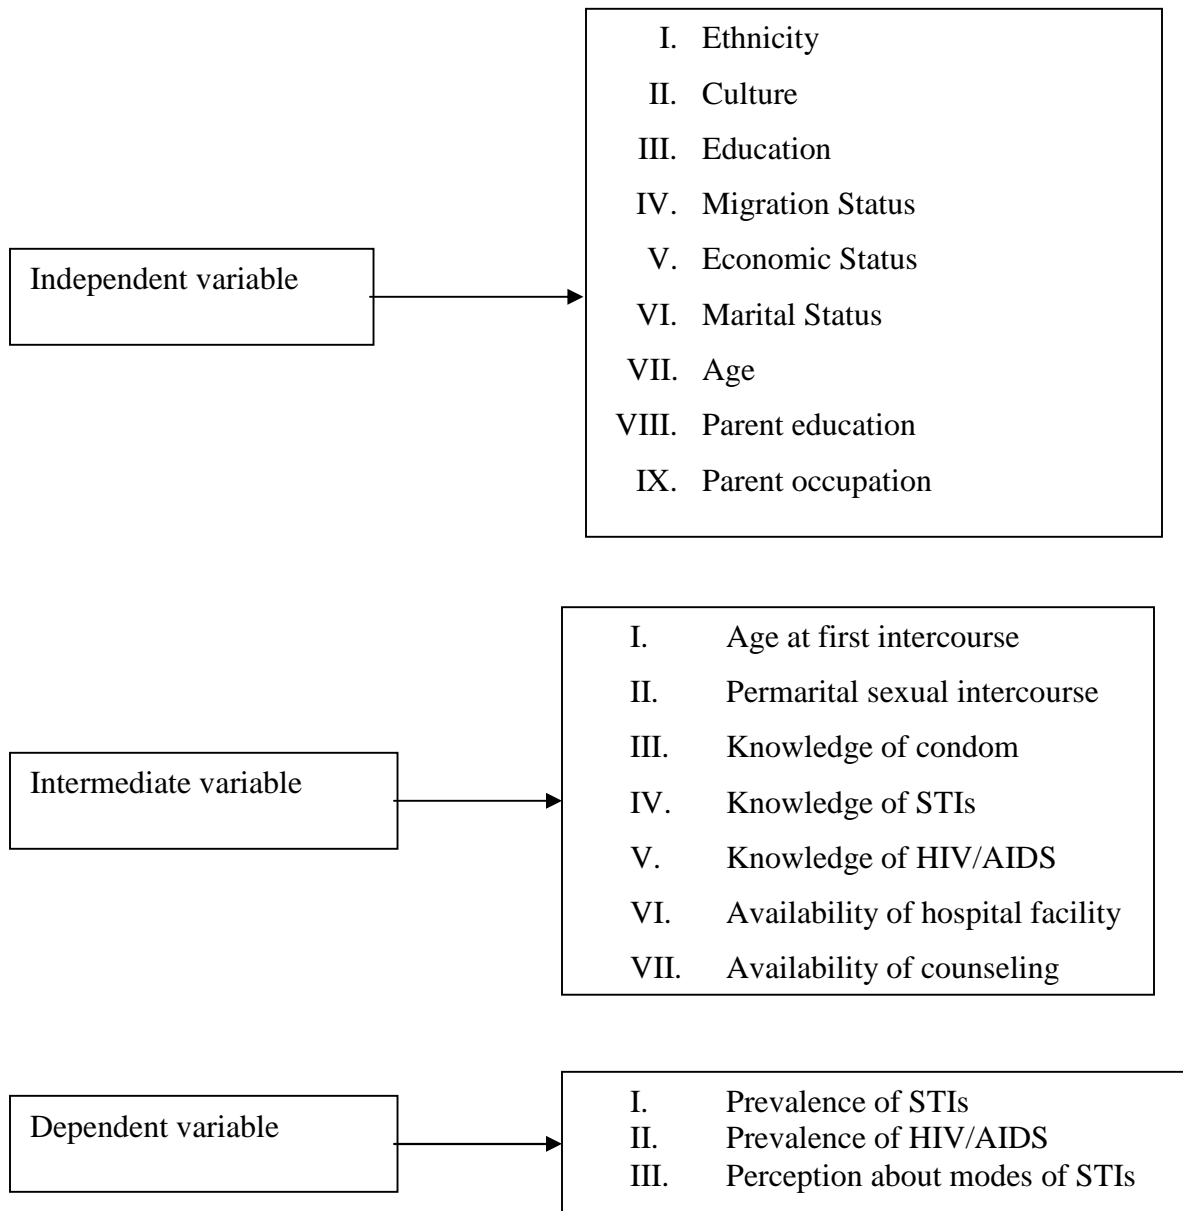 Independent variable
I. Ethnicity
II. Culture
III. Education
IV. Migration Status
V. Economic Status
VI. Marital Status
VII. Age
VIII. Parent education
IX. Parent occupation
Intermediate variable
I. Age at first intercourse
II. Permarital sexual intercourse
III. Knowledge of condom
IV. Knowledge of STIs
V. Knowledge of HIV/AIDS
VI. Availability of hospital facility
VII. Availability of counseling
Dependent variable
I. Prevalence of STIs
II. Prevalence of HIV/AIDS
III. Perception about modes of STIs